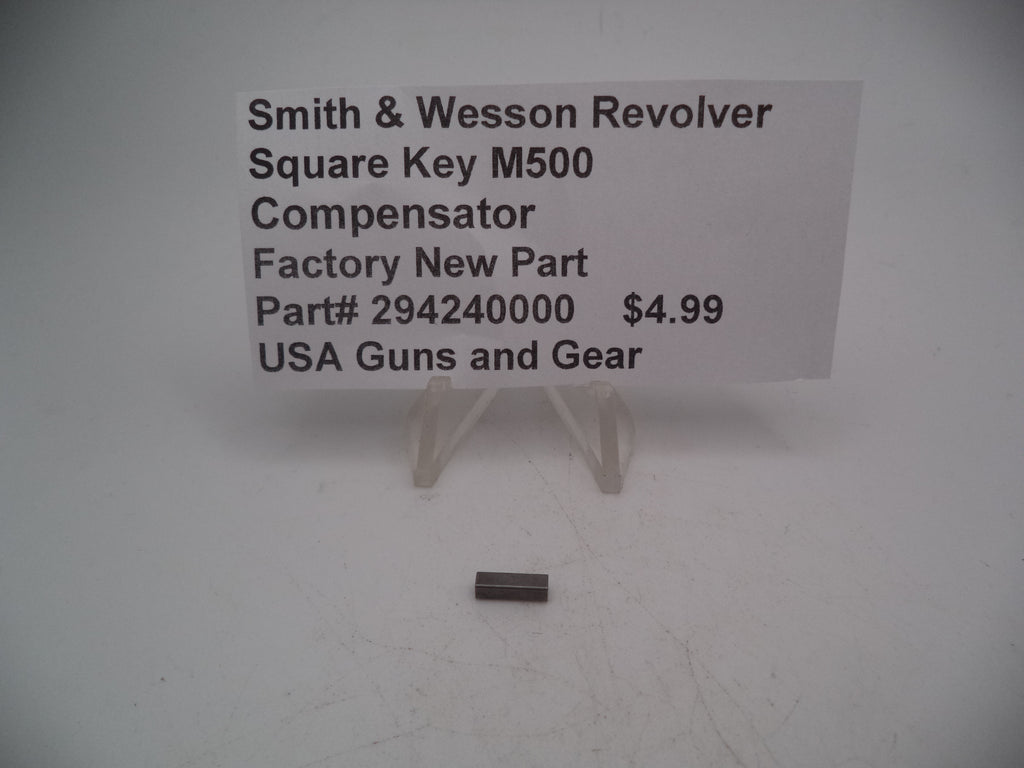 Smith & Wesson Revolver
Square Key M500
Compensator
Factory New Part
Part# 294240000 $4.99
USA Guns and Gear